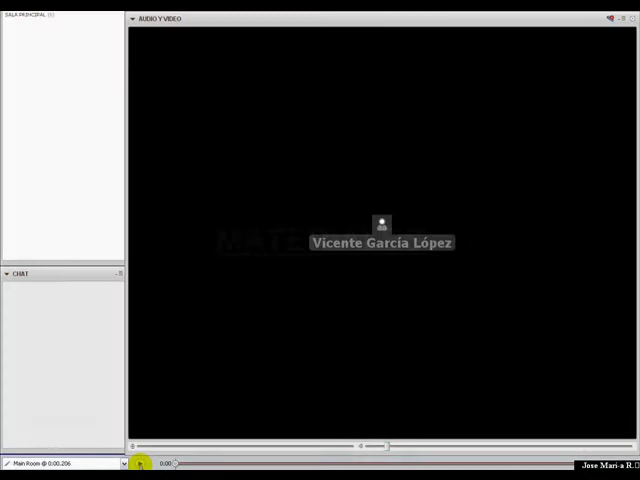 SALA PRINCIPAL
AUDIO Y VIDEO
Vicente García López
CHAT
Main Room @ 0:00.206
0:00
Jose Mari-a R.